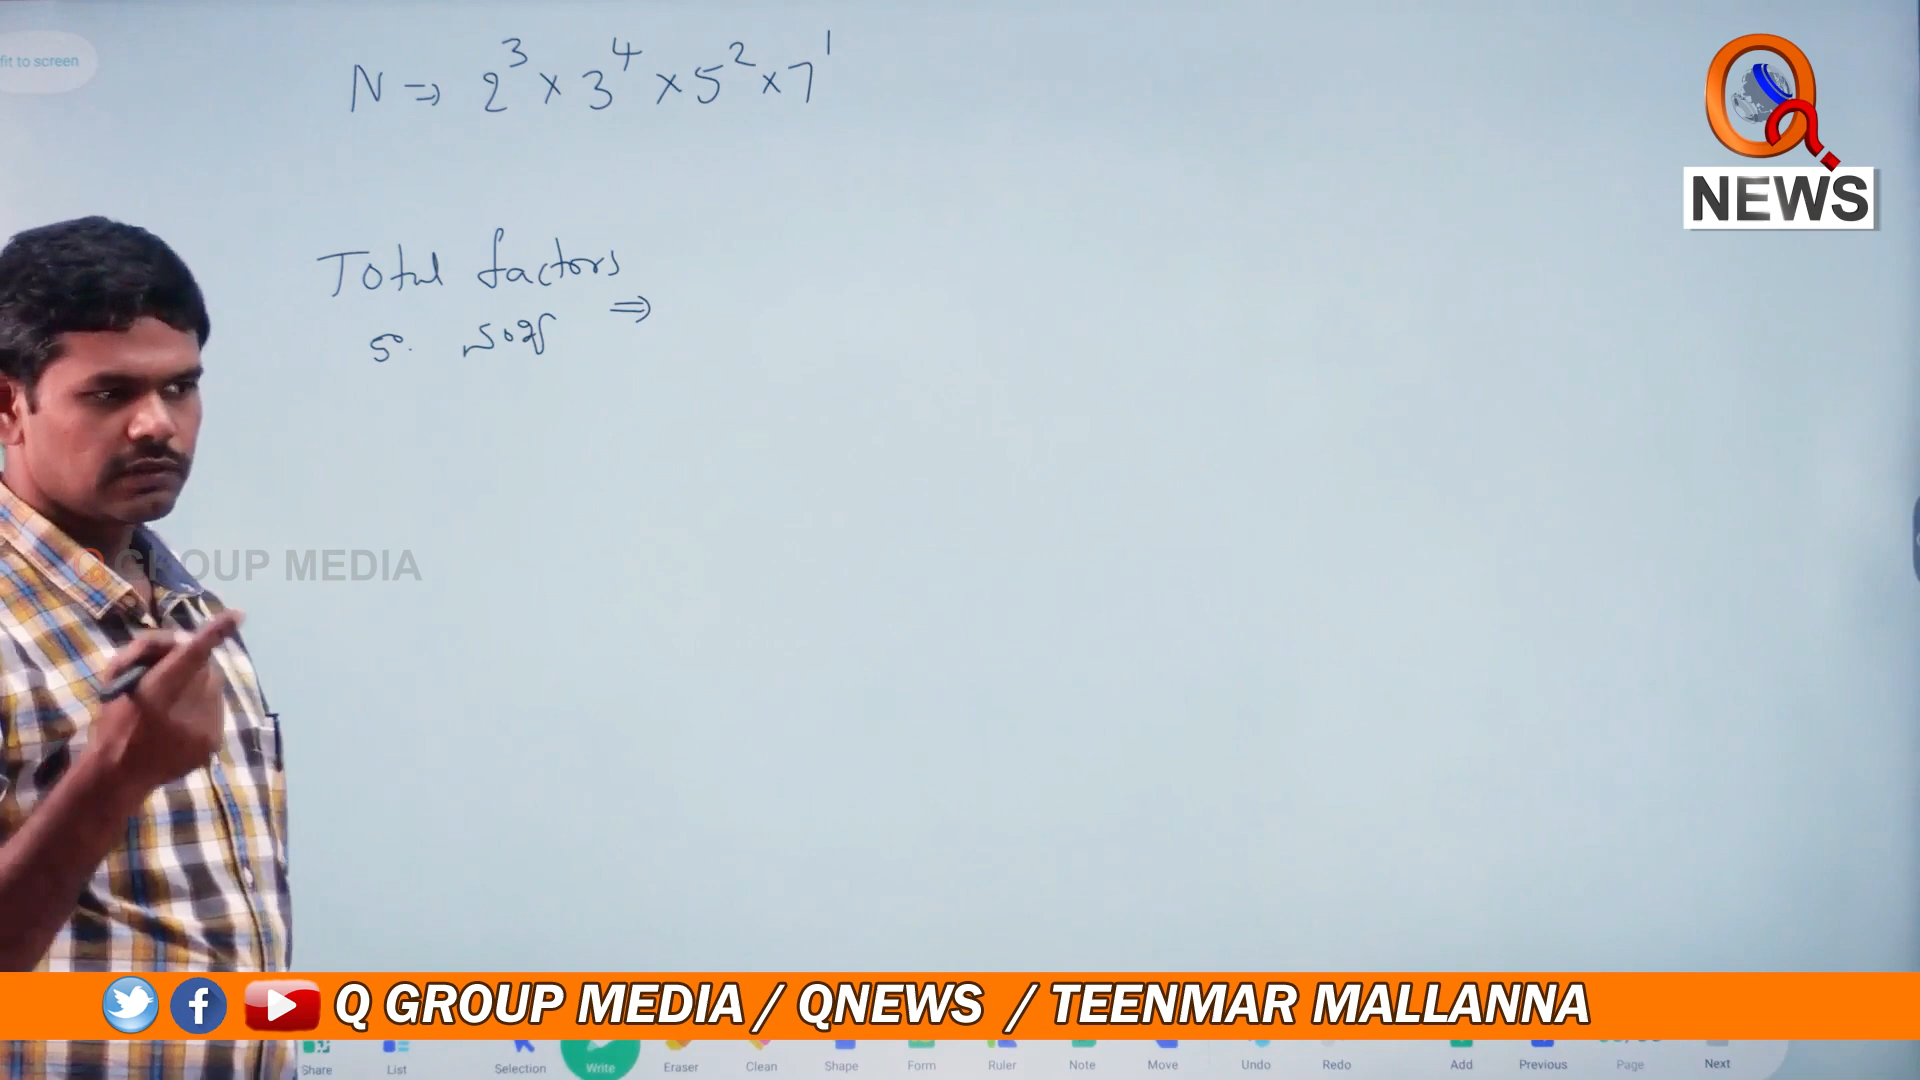 fit to screen
N ⇒ 2³ × 3⁴ × 5² × 7¹
Q
NEWS
Total factors
⇒
Q GROUP MEDIA
Q GROUP MEDIA / QNEWS / TEENMAR MALLANNA
Share List Selection Write Eraser Clean Shape Form Ruler Note Move Undo Redo Add Previous Page Next